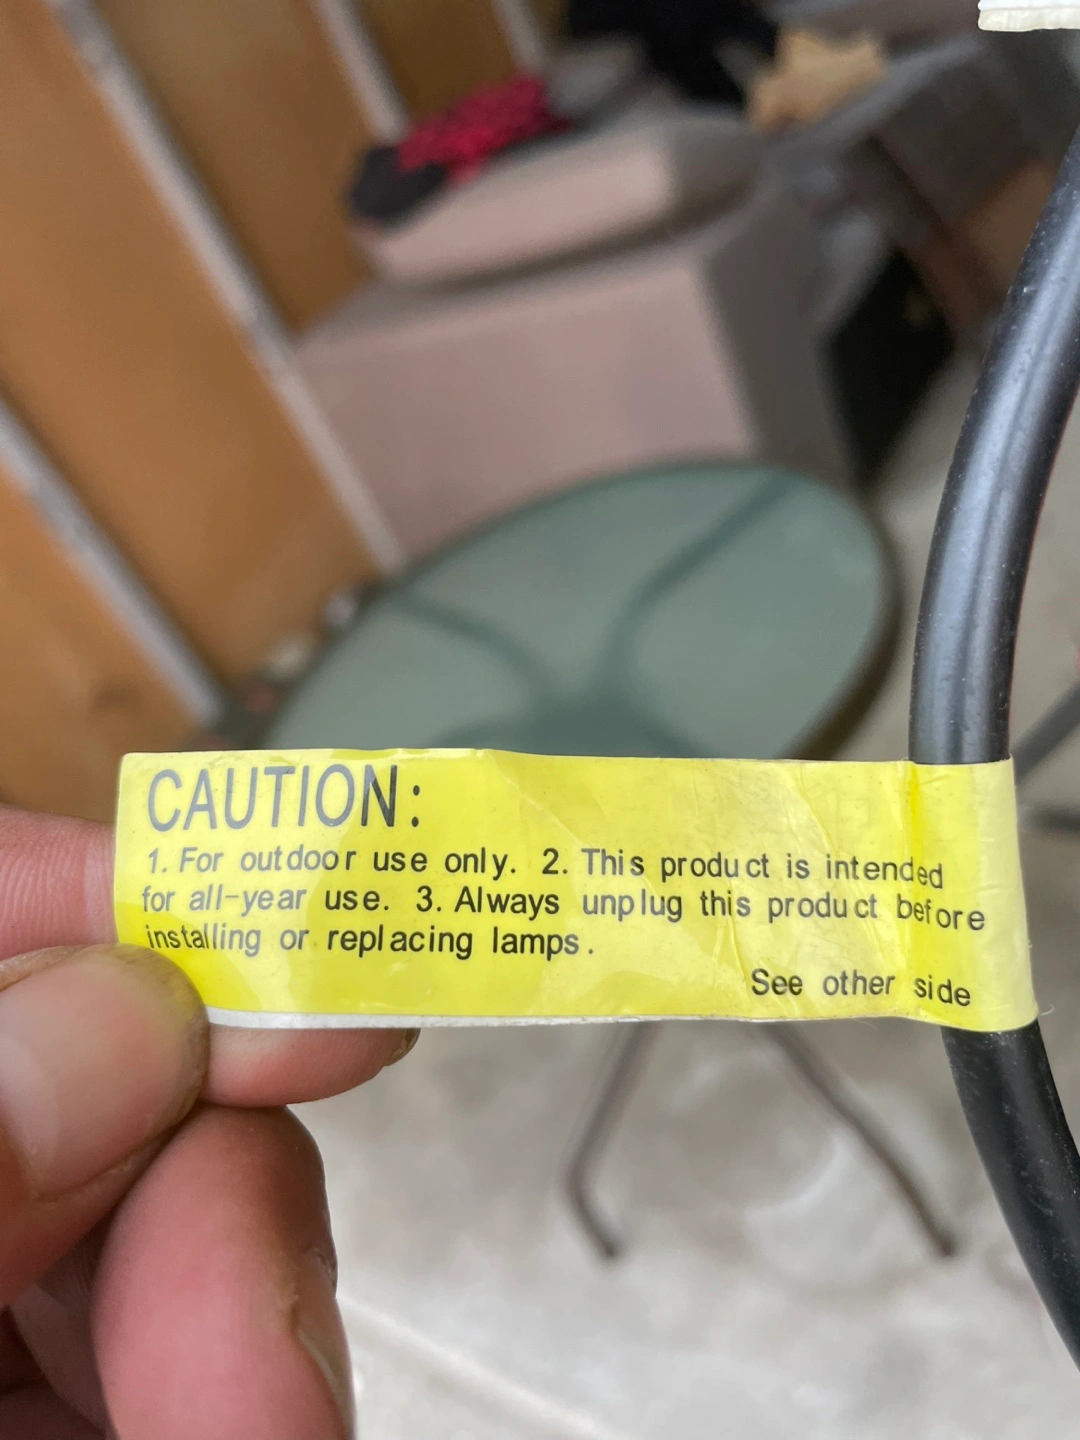 CAUTION:
1. For outdoor use only. 2. This product is intended
for all-year use. 3. Always unplug this product before
installing or replacing lamps.
See other side